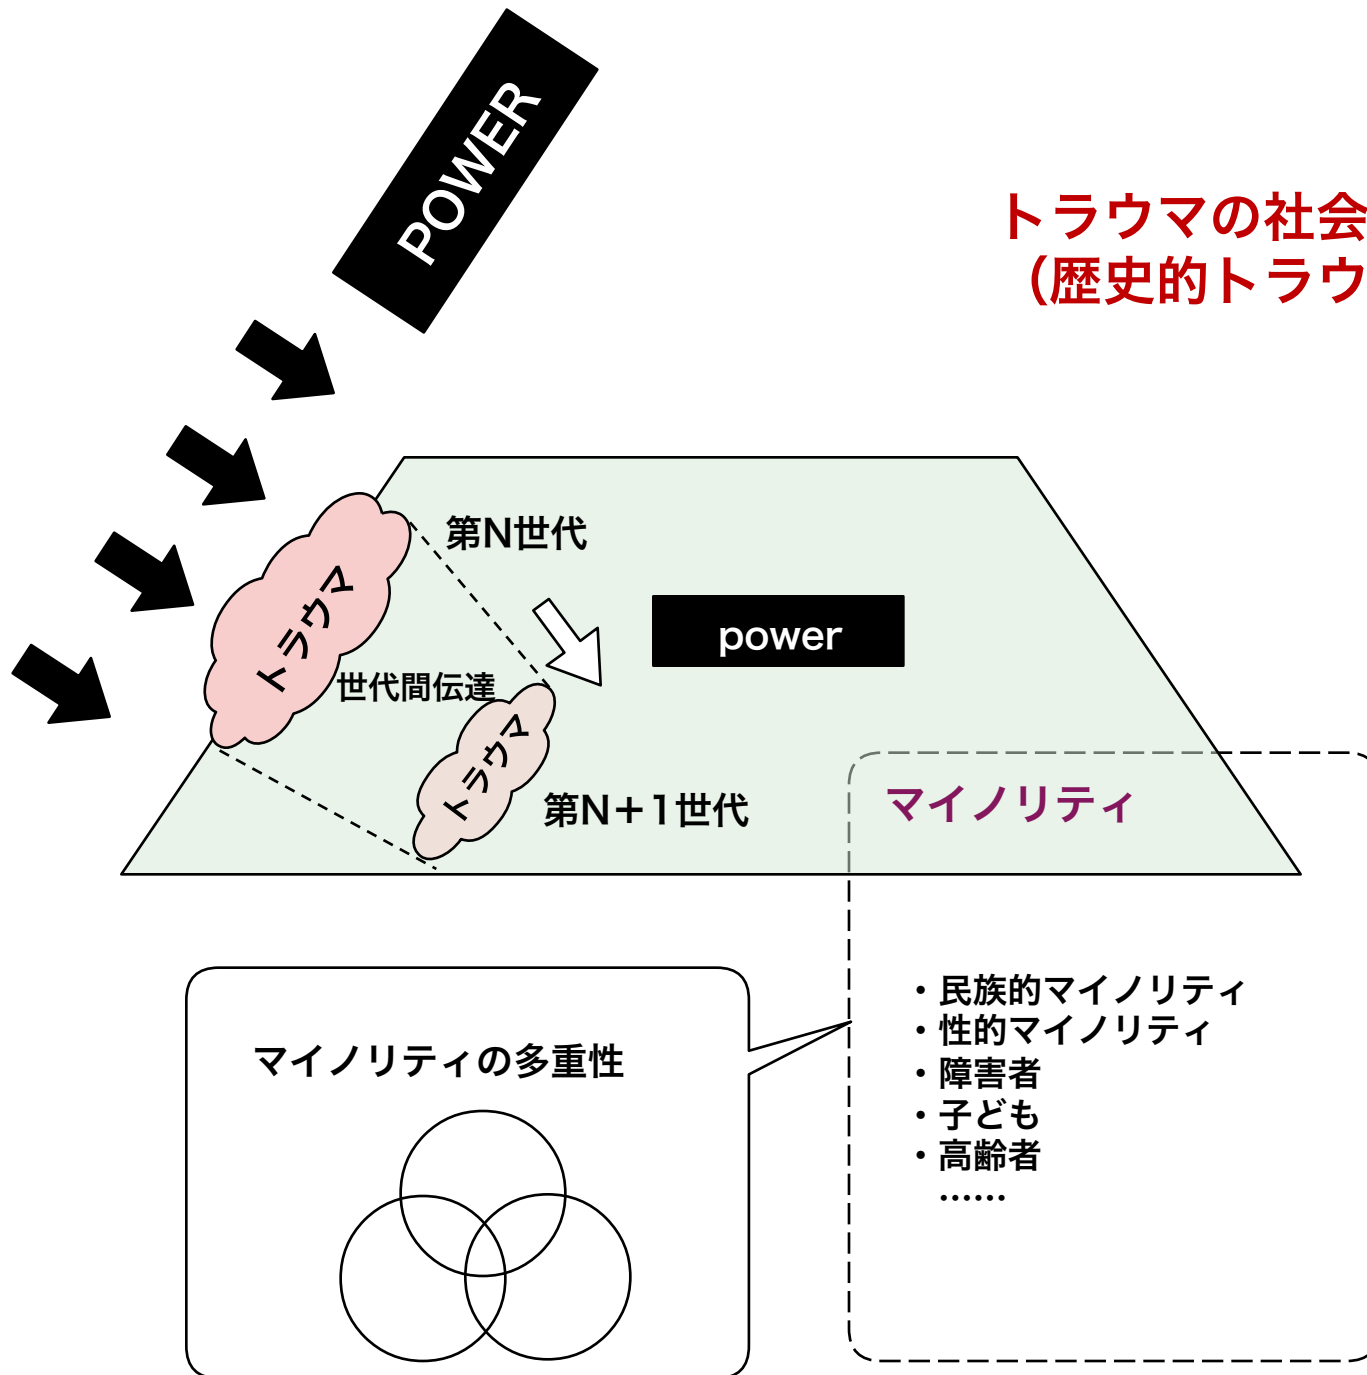 POWER
トラウマの社会
（歴史的トラウ
第N世代
トラウマ
power
世代間伝達
トラウマ
第N＋1世代
マイノリティ
・民族的マイノリティ
・性的マイノリティ
・障害者
・子ども
・高齢者
……
マイノリティの多重性